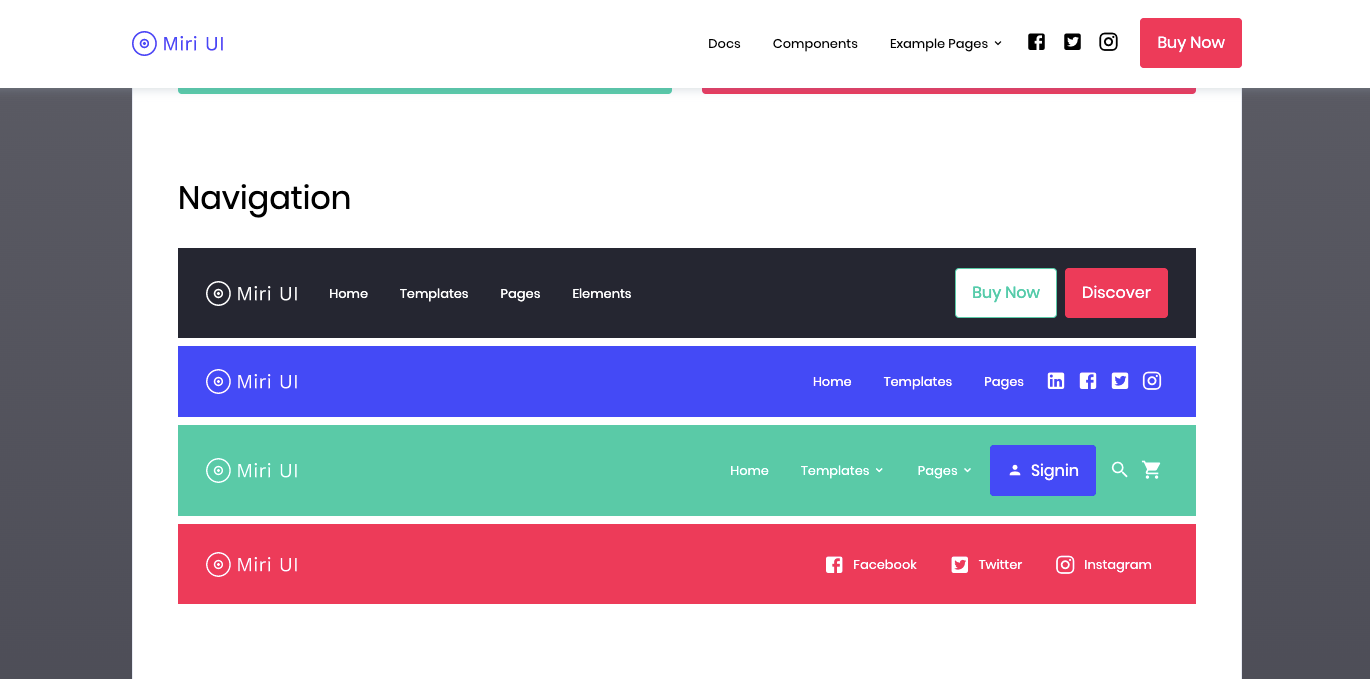 Miri UI Docs Components Example Pages Buy Now
Navigation
Miri UI Home Templates Pages Elements Buy Now Discover
Miri UI Home Templates Pages
Miri UI Home Templates Pages Signin
Miri UI Facebook Twitter Instagram